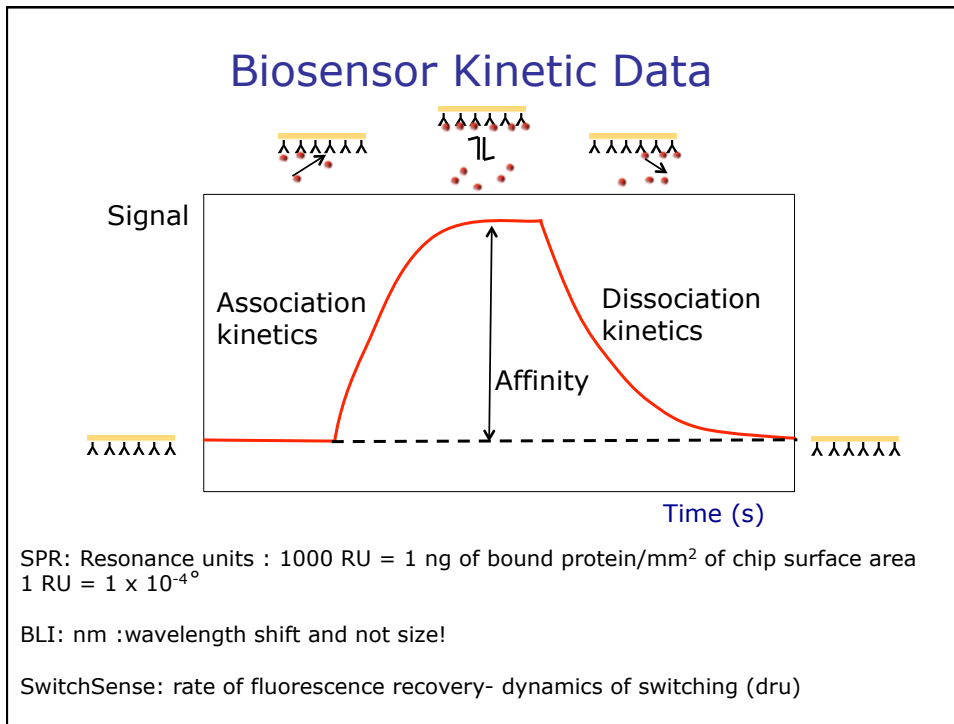 Biosensor Kinetic Data
Signal
Association
kinetics
Dissociation
kinetics
Affinity
Time (s)
SPR: Resonance units : 1000 RU = 1 ng of bound protein/mm² of chip surface area
1 RU = 1 x 10⁻⁴°
BLI: nm :wavelength shift and not size!
SwitchSense: rate of fluorescence recovery- dynamics of switching (dru)